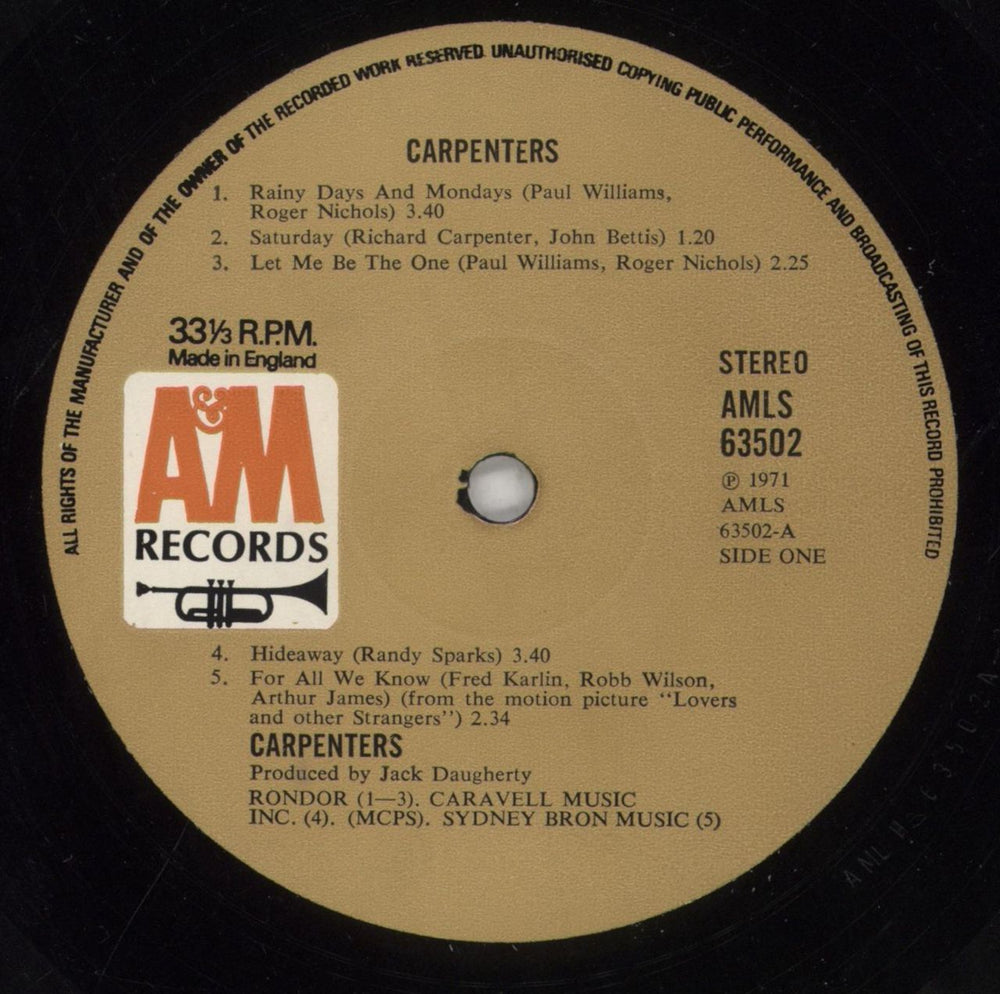 ALL RIGHTS OF THE MANUFACTURER AND OF THE OWNER OF THE RECORDED WORK RESERVED. UNAUTHORISED COPYING PUBLIC PERFORMANCE AND BROADCASTING OF THIS RECORD PROHIBITED
CARPENTERS
1. Rainy Days And Mondays (Paul Williams,
Roger Nichols) 3.40
2. Saturday (Richard Carpenter, John Bettis) 1.20
3. Let Me Be The One (Paul Williams, Roger Nichols) 2.25
33⅓ R.P.M.
Made in England
A&M
RECORDS
STEREO
AMLS
63502
℗ 1971
AMLS
63502-A
SIDE ONE
4. Hideaway (Randy Sparks) 3.40
5. For All We Know (Fred Karlin, Robb Wilson,
Arthur James) (from the motion picture “Lovers
and other Strangers”) 2.34
CARPENTERS
Produced by Jack Daugherty
RONDOR (1—3). CARAVELL MUSIC
INC. (4). (MCPS). SYDNEY BRON MUSIC (5)